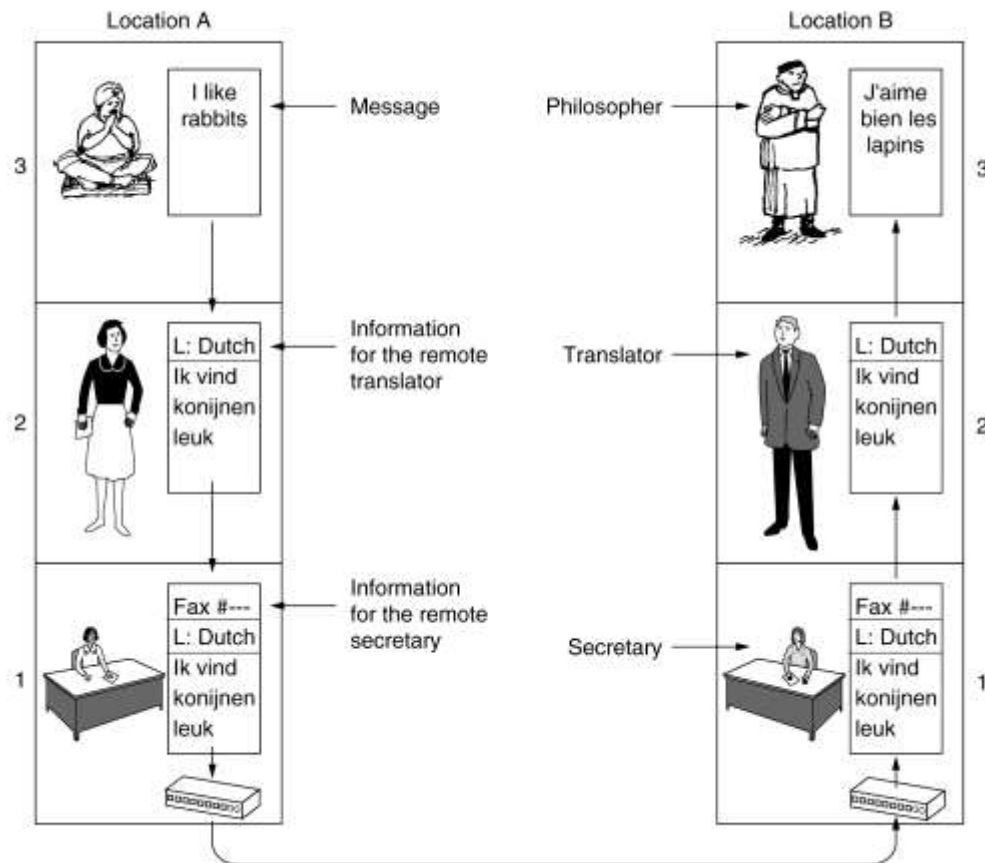 Location A
Location B
I like
rabbits
Message
Philosopher
J'aime
bien les
lapins
3
3
L: Dutch
Ik vind
konijnen
leuk
Information
for the remote
translator
Translator
L: Dutch
Ik vind
konijnen
leuk
2
2
Fax #---
L: Dutch
Ik vind
konijnen
leuk
Information
for the remote
secretary
Secretary
Fax #---
L: Dutch
Ik vind
konijnen
leuk
1
1